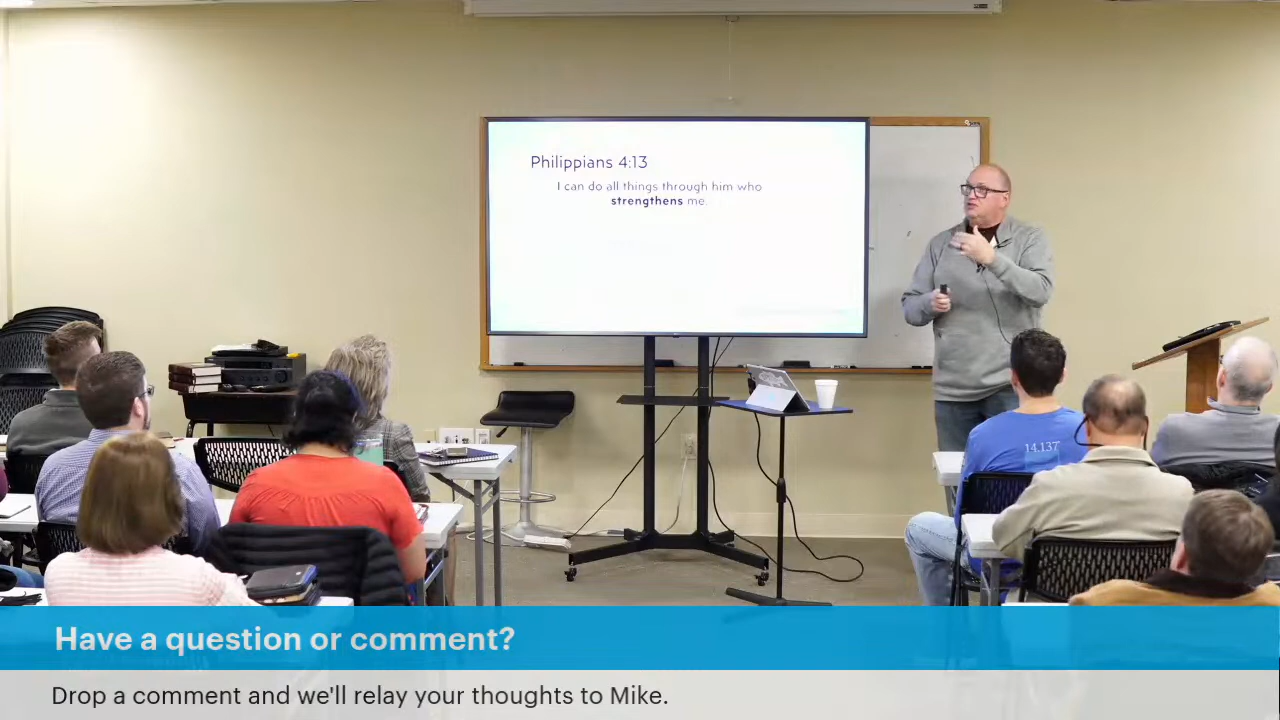 Philippians 4:13
I can do all things through him who
strengthens me.
14.137
Have a question or comment?
Drop a comment and we'll relay your thoughts to Mike.